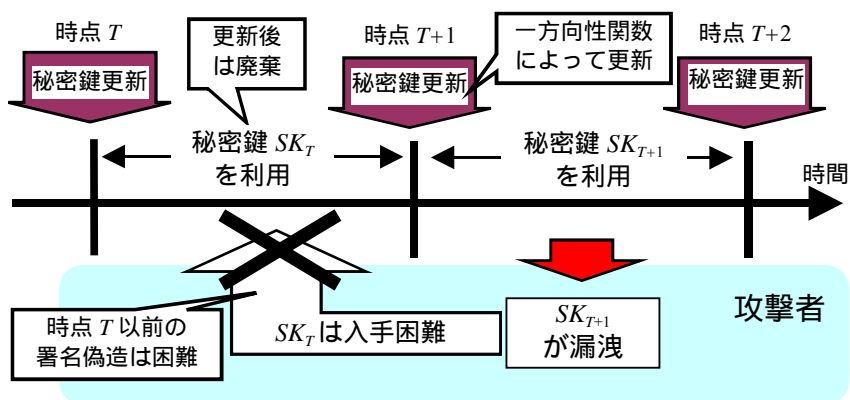 時点 T
更新後
は廃棄
時点 T+1
一方向性関数
によって更新
時点 T+2
秘密鍵更新
秘密鍵更新
秘密鍵更新
秘密鍵 SK_T
を利用
秘密鍵 SK_{T+1}
を利用
時間
時点 T 以前の
署名偽造は困難
SK_T は入手困難
SK_{T+1}
が漏洩
攻撃者